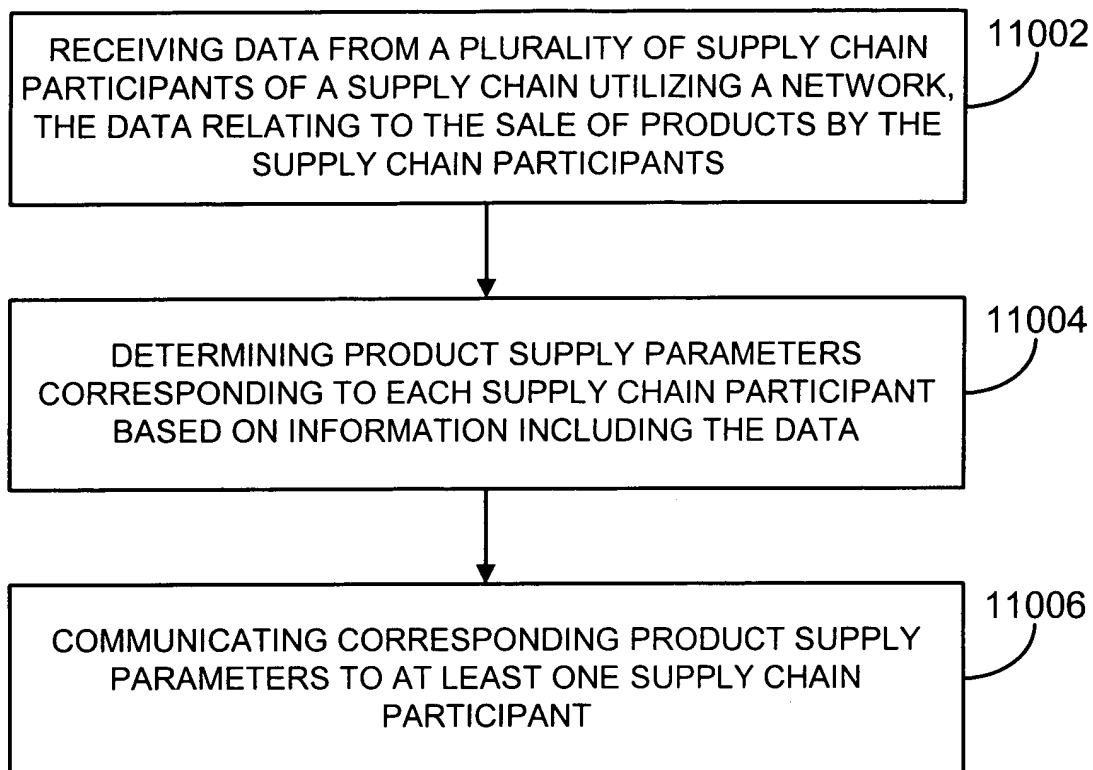 RECEIVING DATA FROM A PLURALITY OF SUPPLY CHAIN
PARTICIPANTS OF A SUPPLY CHAIN UTILIZING A NETWORK,
THE DATA RELATING TO THE SALE OF PRODUCTS BY THE
SUPPLY CHAIN PARTICIPANTS
11002
DETERMINING PRODUCT SUPPLY PARAMETERS
CORRESPONDING TO EACH SUPPLY CHAIN PARTICIPANT
BASED ON INFORMATION INCLUDING THE DATA
11004
COMMUNICATING CORRESPONDING PRODUCT SUPPLY
PARAMETERS TO AT LEAST ONE SUPPLY CHAIN
PARTICIPANT
11006